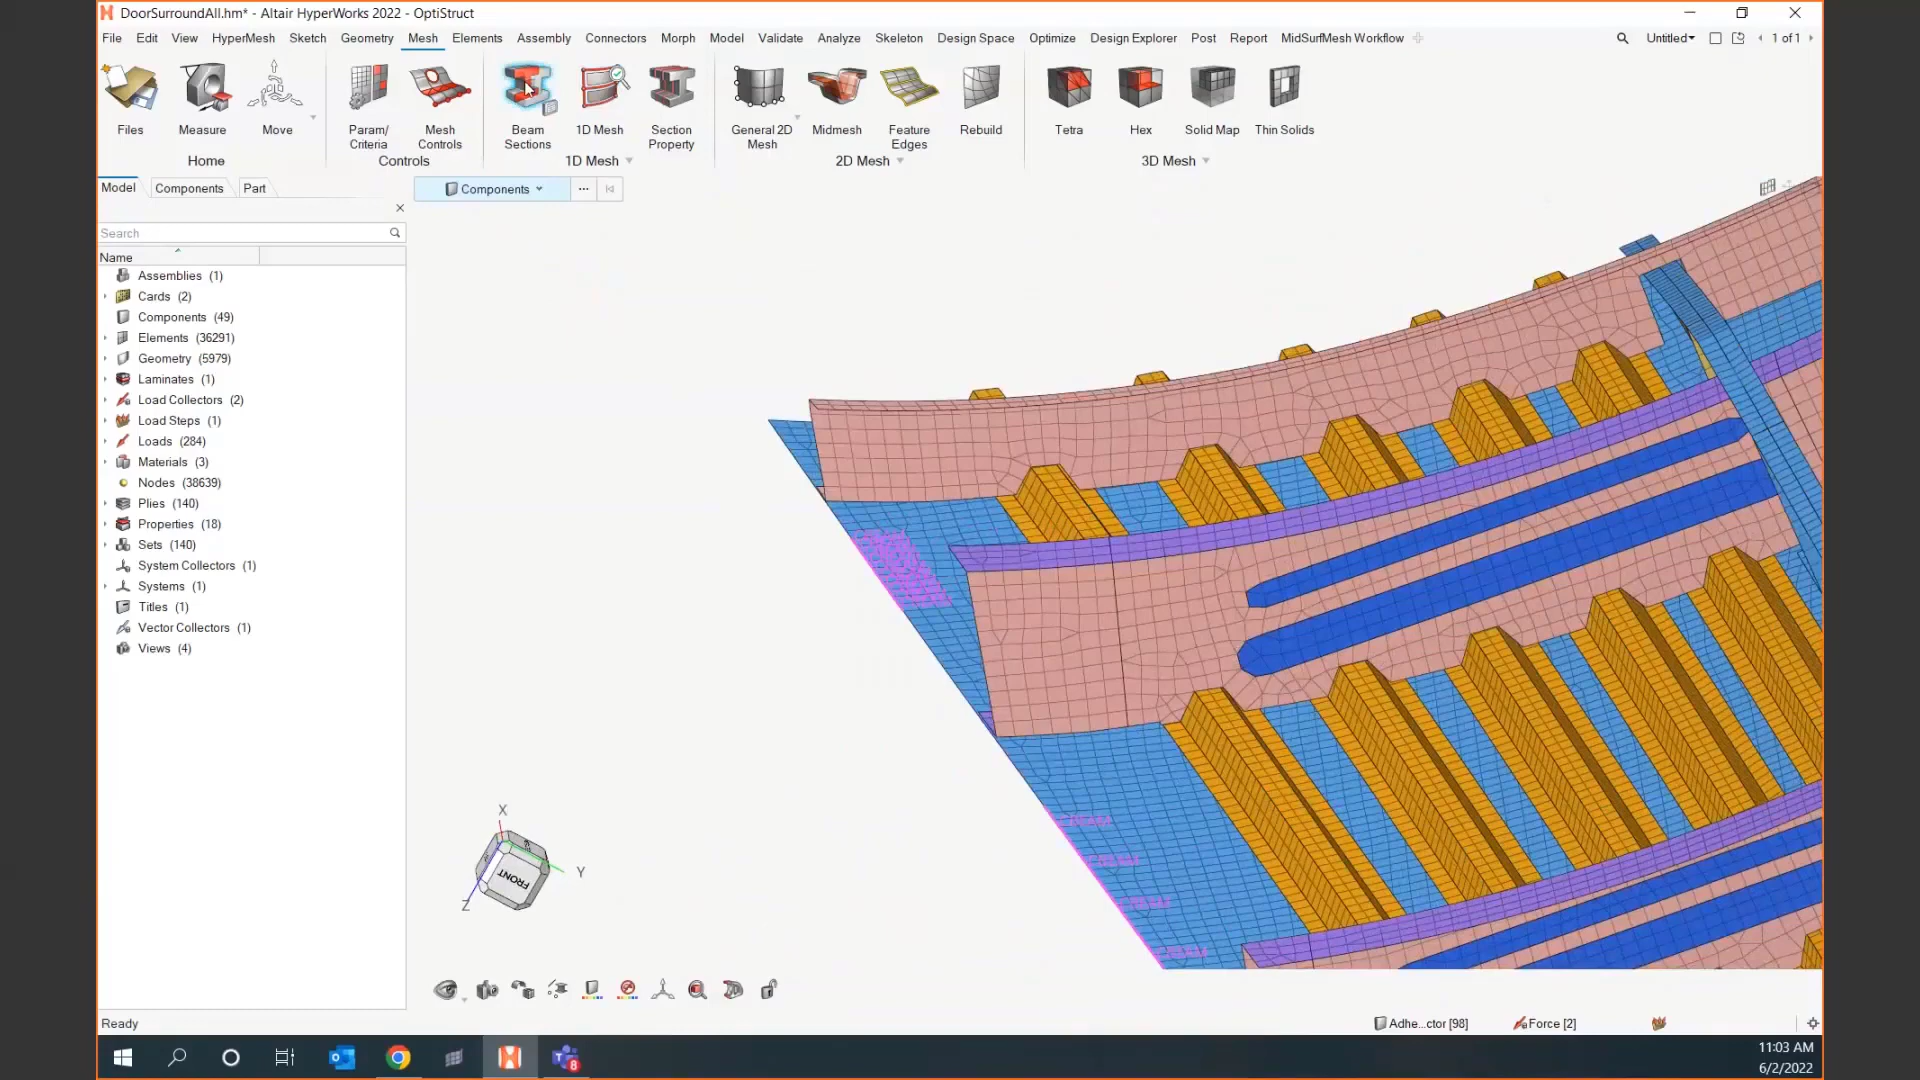 DoorSurroundAll.hm* - Altair HyperWorks 2022 - OptiStruct
File Edit View HyperMesh Sketch Geometry Mesh Elements Assembly Connectors Morph Model Validate Analyze Skeleton Design Space Optimize Design Explorer Post Report MidSurfMesh Workflow Untitled 1 of 1
Files Measure Move Param/ Criteria Mesh Controls Beam Sections 1D Mesh Section Property General 2D Mesh Midmesh Feature Edges Rebuild Tetra Hex Solid Map Thin Solids
Home Controls 1D Mesh 2D Mesh 3D Mesh
Model Components Part Components
Search
Name
Assemblies (1)
Cards (2)
Components (49)
Elements (36291)
Geometry (5979)
Laminates (1)
Load Collectors (2)
Load Steps (1)
Loads (284)
Materials (3)
Nodes (38639)
Plies (140)
Properties (18)
Sets (140)
System Collectors (1)
Systems (1)
Titles (1)
Vector Collectors (1)
Views (4)
X
Y
Z
FRONT
Ready Adhe...ctor [98] Force [2]
8
11:03 AM
6/2/2022